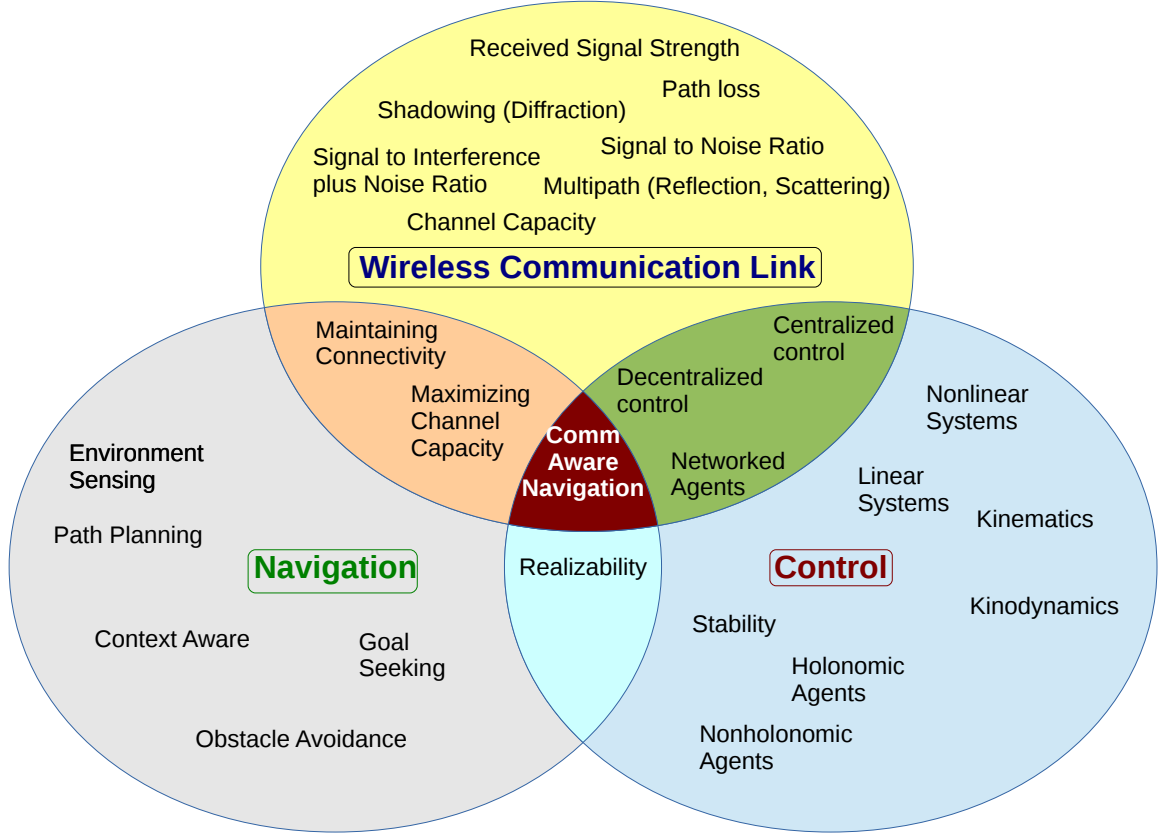 Received Signal Strength
Path loss
Shadowing (Diffraction)
Signal to Noise Ratio
Signal to Interference
plus Noise Ratio
Multipath (Reflection, Scattering)
Channel Capacity
Wireless Communication Link
Maintaining
Connectivity
Maximizing
Channel
Capacity
Centralized
control
Decentralized
control
Networked
Agents
Comm
Aware
Navigation
Environment
Sensing
Path Planning
Navigation
Context Aware
Goal
Seeking
Obstacle Avoidance
Realizability
Nonlinear
Systems
Linear
Systems
Kinematics
Control
Kinodynamics
Stability
Holonomic
Agents
Nonholonomic
Agents